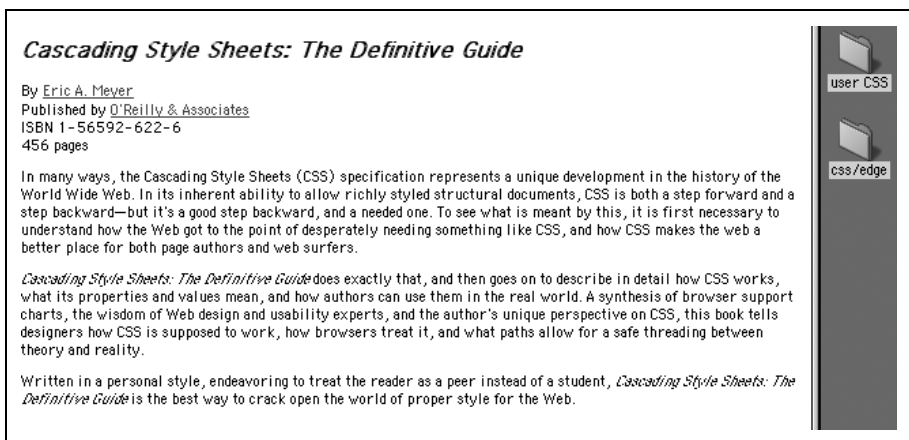 Cascading Style Sheets: The Definitive Guide
By Eric A. Meyer
Published by O'Reilly & Associates
ISBN 1-56592-622-6
456 pages
In many ways, the Cascading Style Sheets (CSS) specification represents a unique development in the history of the
World Wide Web. In its inherent ability to allow richly styled structural documents, CSS is both a step forward and a
step backward—but it's a good step backward, and a needed one. To see what is meant by this, it is first necessary to
understand how the Web got to the point of desperately needing something like CSS, and how CSS makes the web a
better place for both page authors and web surfers.
Cascading Style Sheets: The Definitive Guide does exactly that, and then goes on to describe in detail how CSS works,
what its properties and values mean, and how authors can use them in the real world. A synthesis of browser support
charts, the wisdom of Web design and usability experts, and the author's unique perspective on CSS, this book tells
designers how CSS is supposed to work, how browsers treat it, and what paths allow for a safe threading between
theory and reality.
Written in a personal style, endeavoring to treat the reader as a peer instead of a student, Cascading Style Sheets: The
Definitive Guide is the best way to crack open the world of proper style for the Web.
user CSS
css/edge